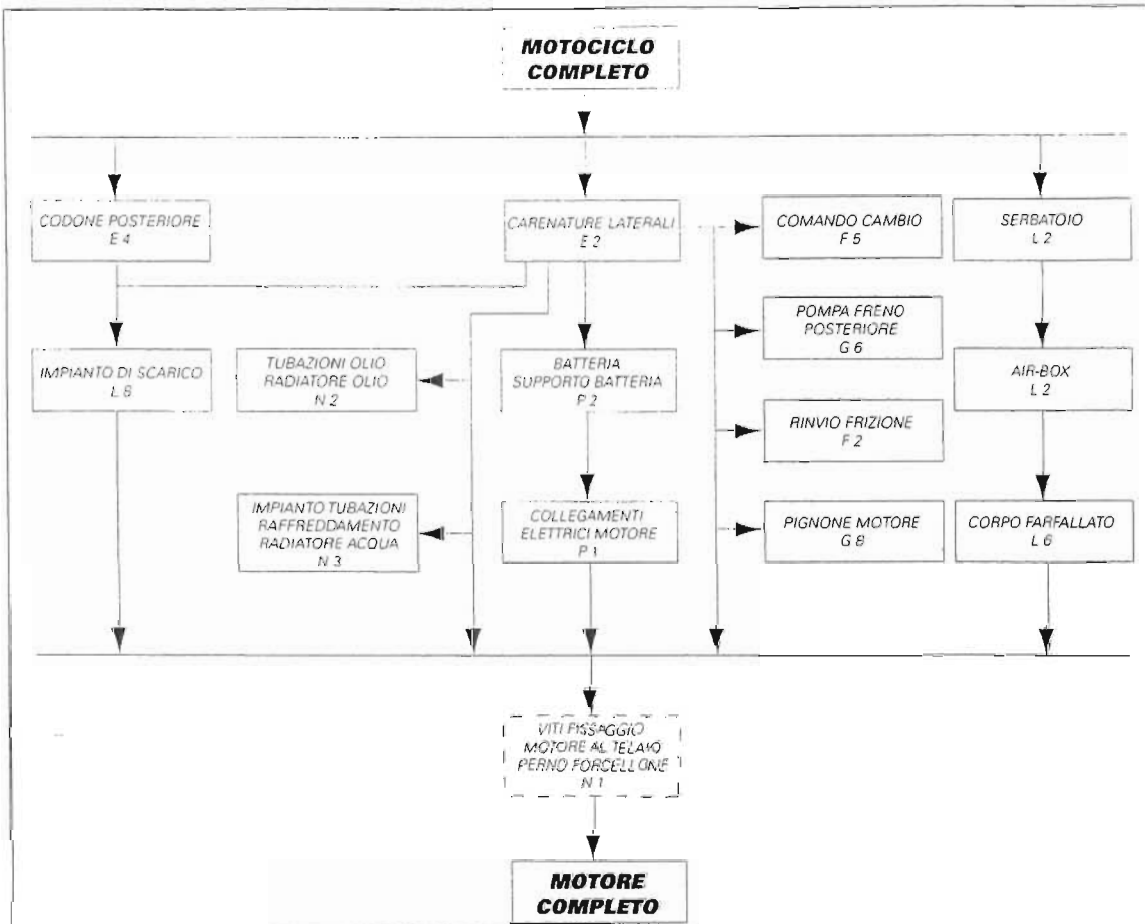 MOTOCICLO
COMPLETO
CODONE POSTERIORE
E 4
CARENATURE LATERALI
E 2
COMANDO CAMBIO
F 5
SERBATOIO
L 2
POMPA FRENO
POSTERIORE
G 6
IMPIANTO DI SCARICO
L 8
TUBAZIONI OLIO
RADIATORE OLIO
N 2
BATTERIA
SUPPORTO BATTERIA
P 2
AIR-BOX
L 2
RINVIO FRIZIONE
F 2
IMPIANTO TUBAZIONI
RAFFREDDAMENTO
RADIATORE ACQUA
N 3
COLLEGAMENTI
ELETTRICI MOTORE
P 1
PIGNONE MOTORE
G 8
CORPO FARFALLATO
L 6
VITI FISSAGGIO
MOTORE AL TELAIO
PERNO FORCELLONE
N 1
MOTORE
COMPLETO